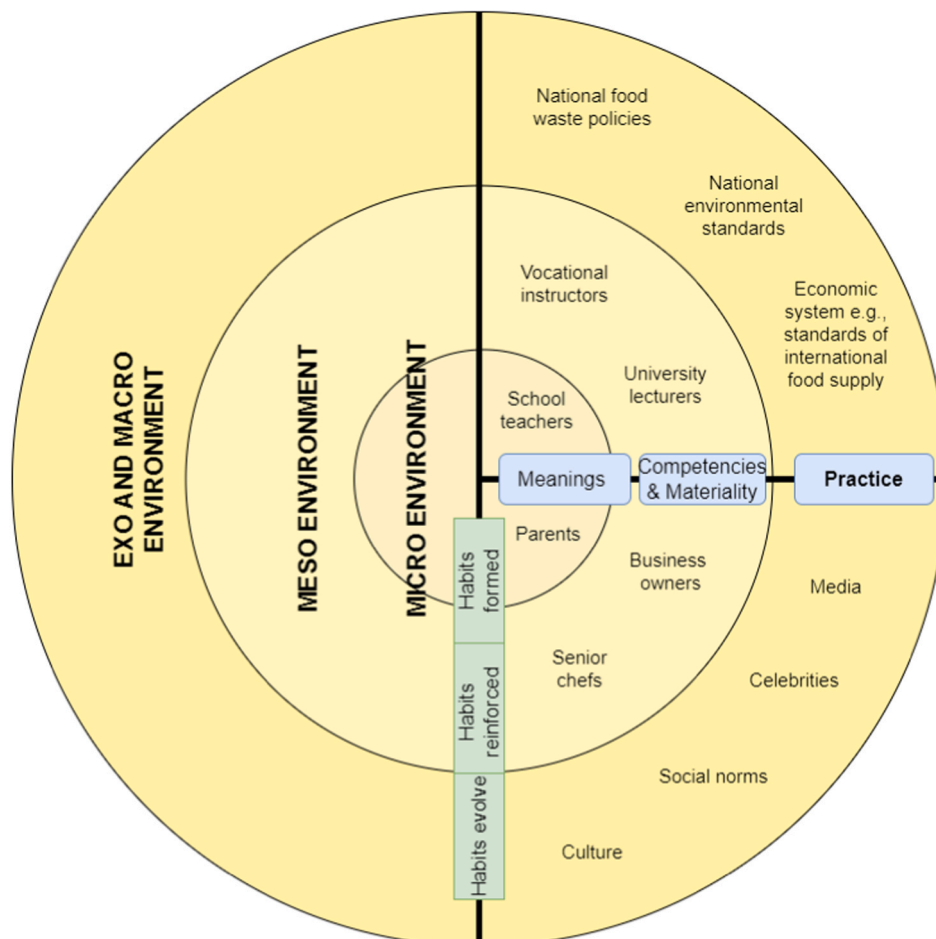 National food
waste policies
National
environmental
standards
Vocational
instructors
Economic
system e.g.,
standards of
international
food supply
University
lecturers
School
teachers
EXO AND MACRO
ENVIRONMENT
MESO ENVIRONMENT
MICRO ENVIRONMENT
Meanings
Competencies
& Materiality
Practice
Parents
Business
owners
Media
Habits
formed
Senior
chefs
Celebrities
Habits
reinforced
Social norms
Habits evolve
Culture